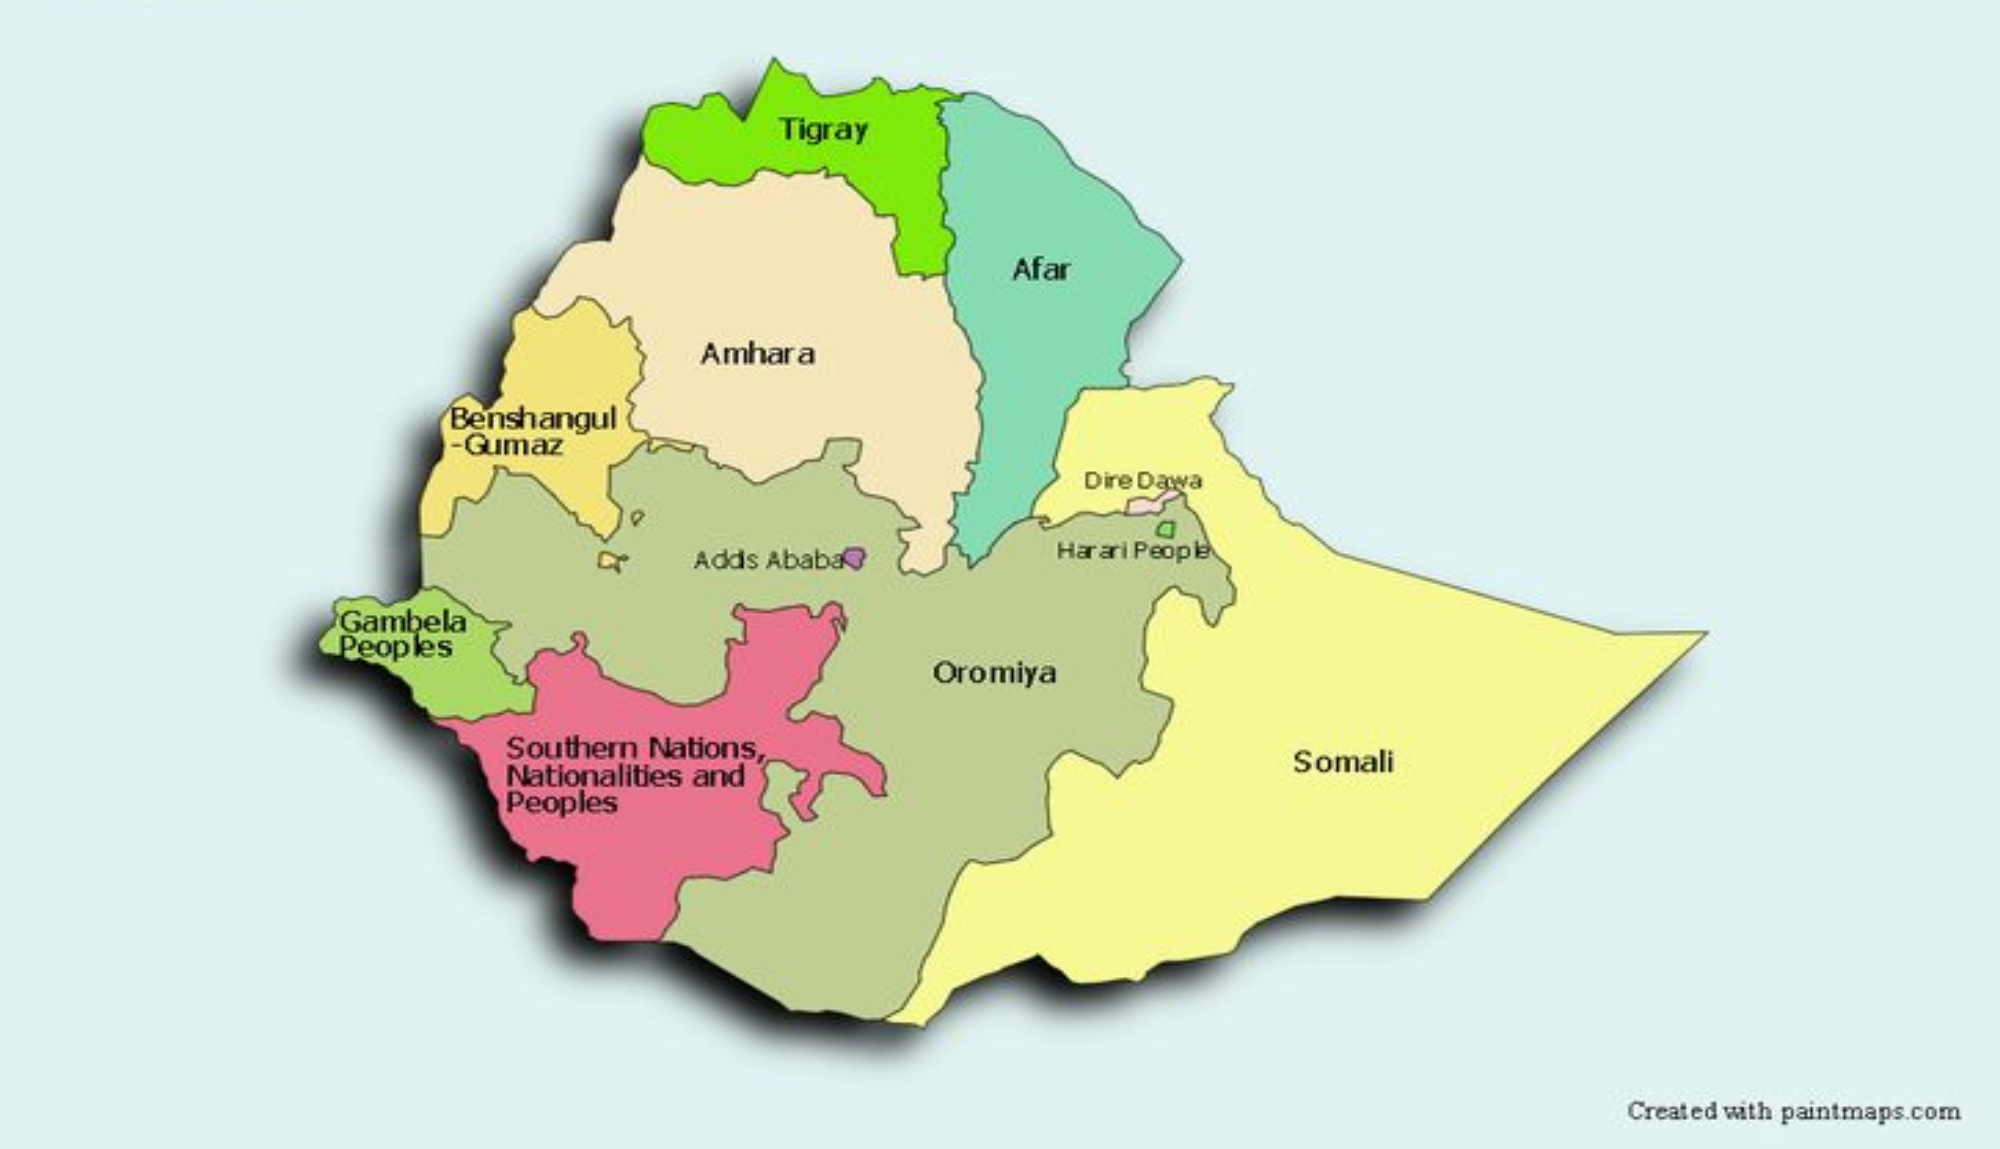 Tigray
Afar
Amhara
Benshangul
-Gumaz
Dire Dawa
Harari People
Addis Ababa
Gambela
Peoples
Oromiya
Southern Nations,
Nationalities and
Peoples
Somali
Created with paintmaps.com